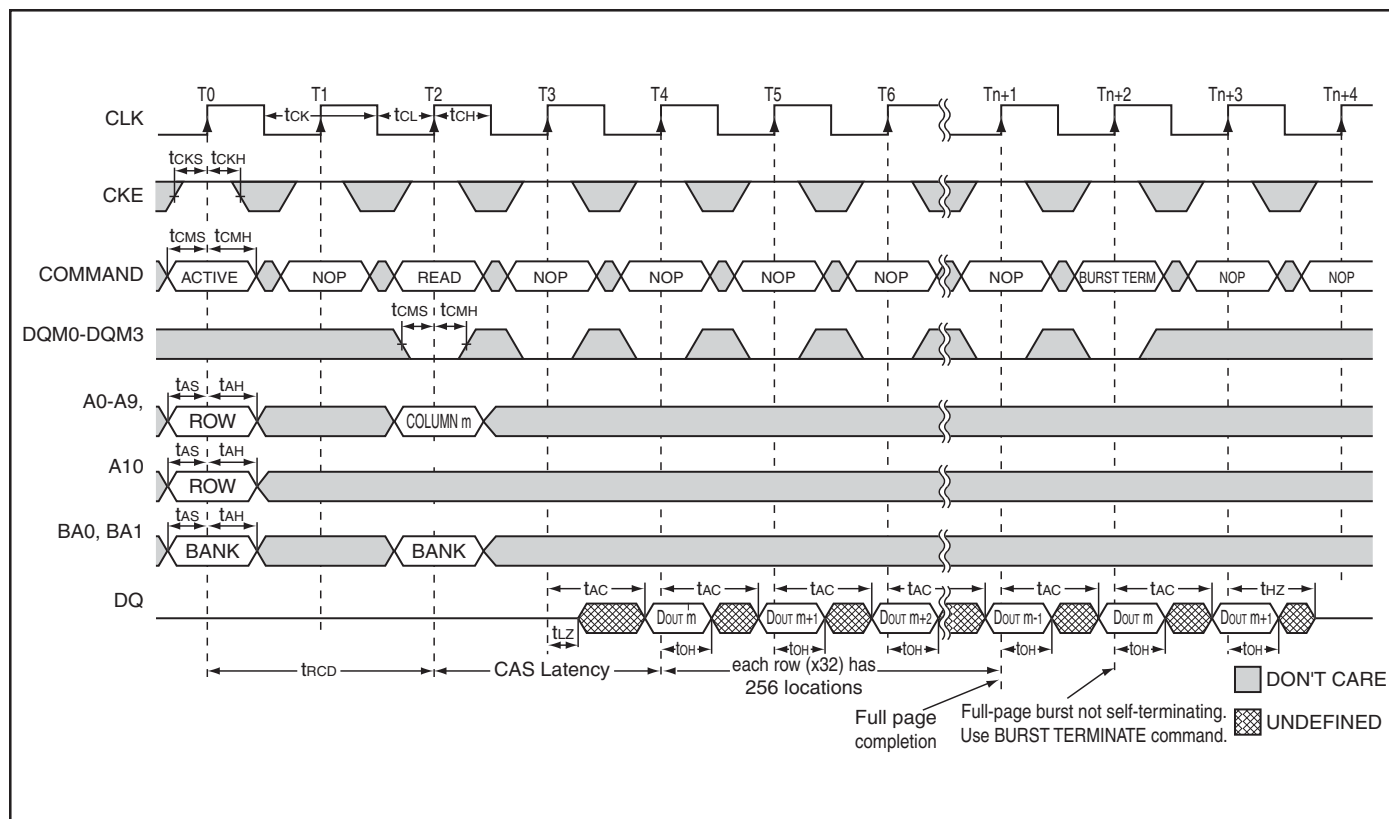 T0 T1 T2 T3 T4 T5 T6 Tn+1 Tn+2 Tn+3 Tn+4
CLK tCK tCL tCH
tCKS tCKH
CKE
tCMS tCMH
COMMAND ACTIVE NOP READ NOP NOP NOP NOP NOP BURST TERM NOP NOP
tCMS tCMH
DQM0-DQM3
tAS tAH
A0-A9, ROW COLUMN m
tAS tAH
A10 ROW
tAS tAH
BA0, BA1 BANK BANK
tAC tAC tAC tAC tAC tAC tHZ
DQ DOUT m DOUT m+1 DOUT m+2 DOUT m-1 DOUT m DOUT m+1
tLZ tOH tOH tOH tOH tOH tOH
tRCD CAS Latency each row (x32) has
256 locations
DON'T CARE
UNDEFINED
Full page
completion
Full-page burst not self-terminating.
Use BURST TERMINATE command.